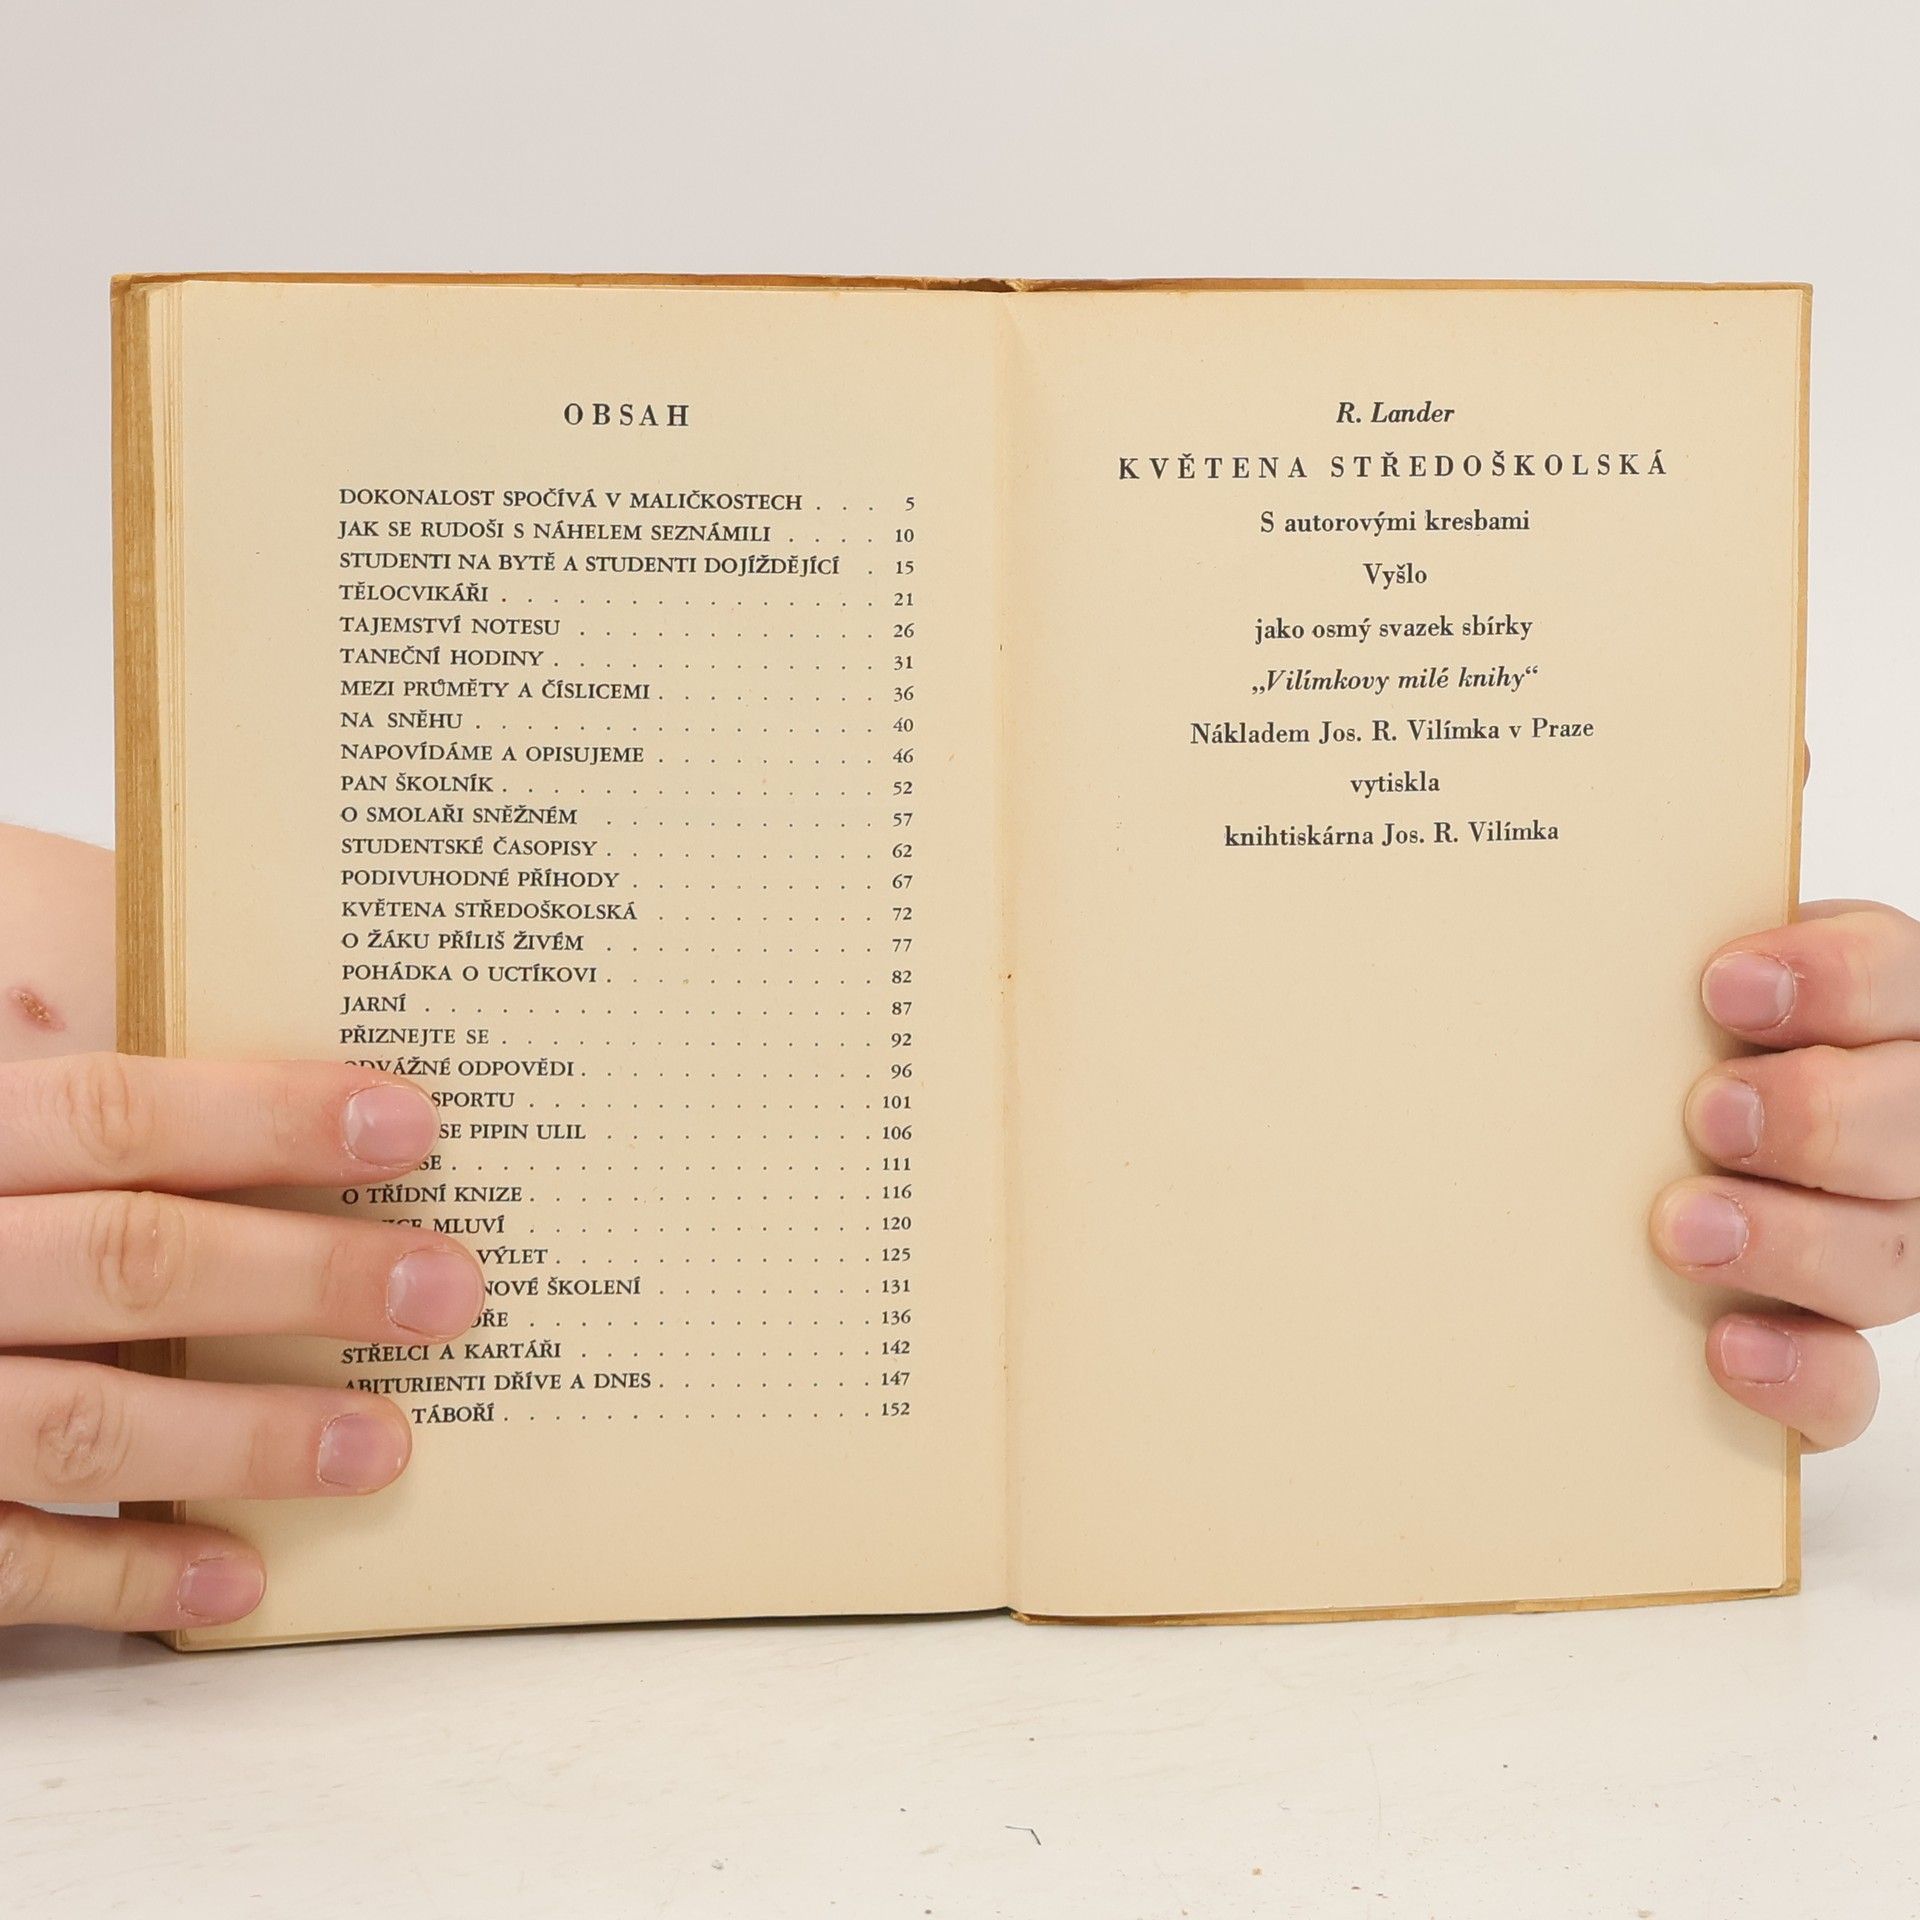 OBSAH
DOKONALOST SPOČÍVÁ V MALIČKOSTECH . . . 5
JAK SE RUDOŠI S NÁHELEM SEZNÁMILI . . . . 10
STUDENTI NA BYTĚ A STUDENTI DOJÍŽDĚJÍCÍ . 15
TĚLOCVIKÁŘI . . . . . . . . . . . . . . . 21
TAJEMSTVÍ NOTESU . . . . . . . . . . . . 26
TANEČNÍ HODINY . . . . . . . . . . . . . 31
MEZI PRŮMĚTY A ČÍSLICEMI . . . . . . . . . 36
NA SNĚHU . . . . . . . . . . . . . . . . 40
NAPOVÍDÁME A OPISUJEME . . . . . . . . . 46
PAN ŠKOLNÍK . . . . . . . . . . . . . . . 52
O SMOLAŘI SNĚŽNÉM . . . . . . . . . . . 57
STUDENTSKÉ ČASOPISY . . . . . . . . . . . 62
PODIVUHODNÉ PŘÍHODY . . . . . . . . . . 67
KVĚTENA STŘEDOŠKOLSKÁ . . . . . . . . . 72
O ŽÁKU PŘÍLIŠ ŽIVÉM . . . . . . . . . . . 77
POHÁDKA O UCTÍKOVI . . . . . . . . . . . 82
JARNÍ . . . . . . . . . . . . . . . . . . 87
PŘIZNEJTE SE . . . . . . . . . . . . . . . 92
ODVÁŽNÉ ODPOVĚDI . . . . . . . . . . . . 96
SPORTU . . . . . . . . . . . . . . 101
SE PIPIN ULIL . . . . . . . . . . . 106
. . . . . . . . . . . . . . . . . 111
O TŘÍDNÍ KNIZE . . . . . . . . . . . . . . 116
MLUVÍ . . . . . . . . . . . . . . 120
VÝLET . . . . . . . . . . . . . 125
NOVÉ ŠKOLENÍ . . . . . . . . . 131
. . . . . . . . . . . . . . 136
STŘELCI A KARTÁŘI . . . . . . . . . . . . 142
ABITURIENTI DŘÍVE A DNES . . . . . . . . . 147
TÁBOŘÍ . . . . . . . . . . . . . . . 152
R. Lander
KVĚTENA STŘEDOŠKOLSKÁ
S autorovými kresbami
Vyšlo
jako osmý svazek sbírky
„Vilímkovy milé knihy“
Nákladem Jos. R. Vilímka v Praze
vytiskla
knihtiskárna Jos. R. Vilímka